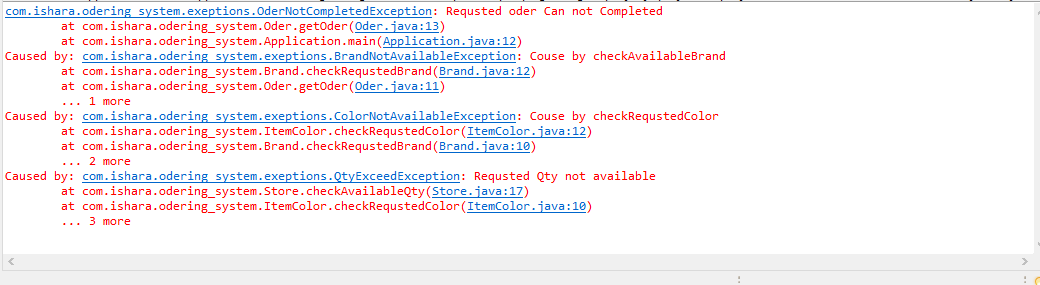 com.ishara.odering_system.exeptions.OderNotCompletedException: Requsted oder Can not Completed
at com.ishara.odering_system.Oder.getOder(Oder.java:13)
at com.ishara.odering_system.Application.main(Application.java:12)
Caused by: com.ishara.odering_system.exeptions.BrandNotAvailableException: Couse by checkAvailableBrand
at com.ishara.odering_system.Brand.checkRequstedBrand(Brand.java:12)
at com.ishara.odering_system.Oder.getOder(Oder.java:11)
... 1 more
Caused by: com.ishara.odering_system.exeptions.ColorNotAvailableException: Couse by checkRequstedColor
at com.ishara.odering_system.ItemColor.checkRequstedColor(ItemColor.java:12)
at com.ishara.odering_system.Brand.checkRequstedBrand(Brand.java:10)
... 2 more
Caused by: com.ishara.odering_system.exeptions.QtyExceedException: Requsted Qty not available
at com.ishara.odering_system.Store.checkAvailableQty(Store.java:17)
at com.ishara.odering_system.ItemColor.checkRequstedColor(ItemColor.java:10)
... 3 more